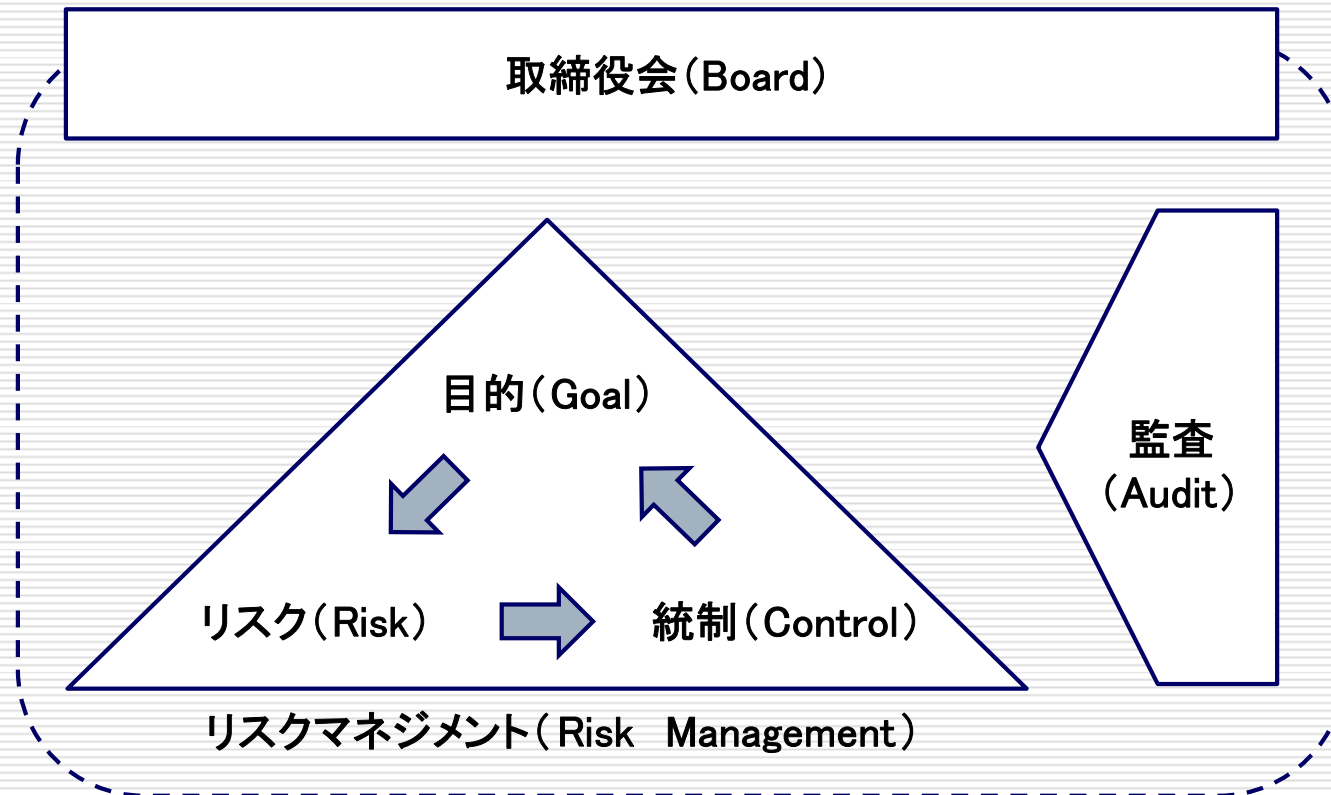 取締役会（Board）
目的（Goal）
監査
（Audit）
リスク（Risk）
統制（Control）
リスクマネジメント（Risk　Management）